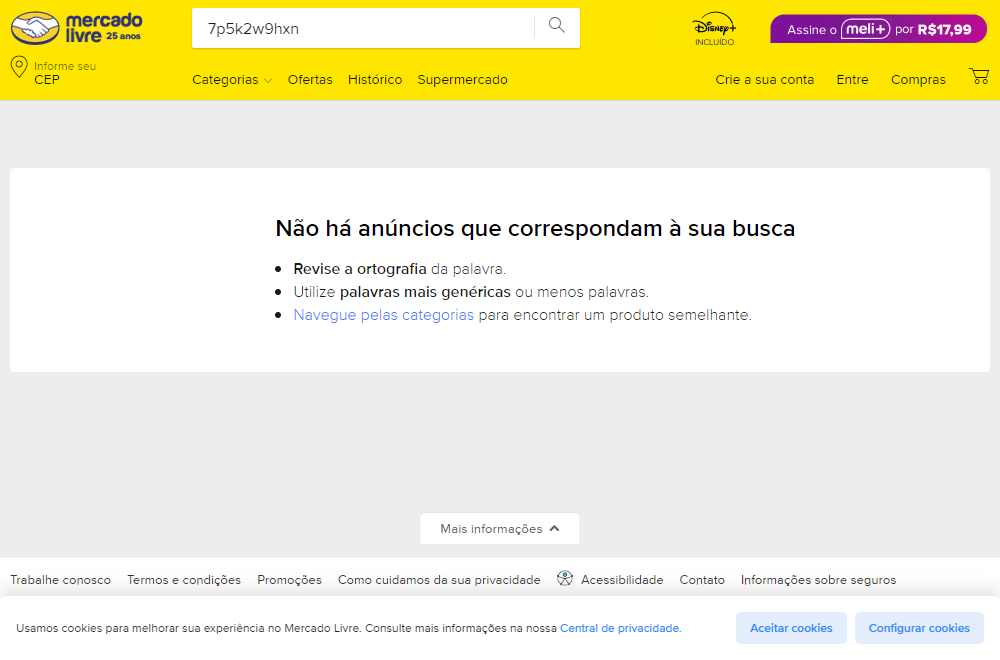 mercado
livre 25 anos
7p5k2w9hxn
Disney+
INCLUÍDO
Assine o meli+ por R$17,99
Informe seu
CEP
Categorias
Ofertas
Histórico
Supermercado
Crie a sua conta
Entre
Compras
Não há anúncios que correspondam à sua busca
Revise a ortografia da palavra.
Utilize palavras mais genéricas ou menos palavras.
Navegue pelas categorias para encontrar um produto semelhante.
Mais informações
Trabalhe conosco
Termos e condições
Promoções
Como cuidamos da sua privacidade
Acessibilidade
Contato
Informações sobre seguros
Usamos cookies para melhorar sua experiência no Mercado Livre. Consulte mais informações na nossa Central de privacidade.
Aceitar cookies
Configurar cookies